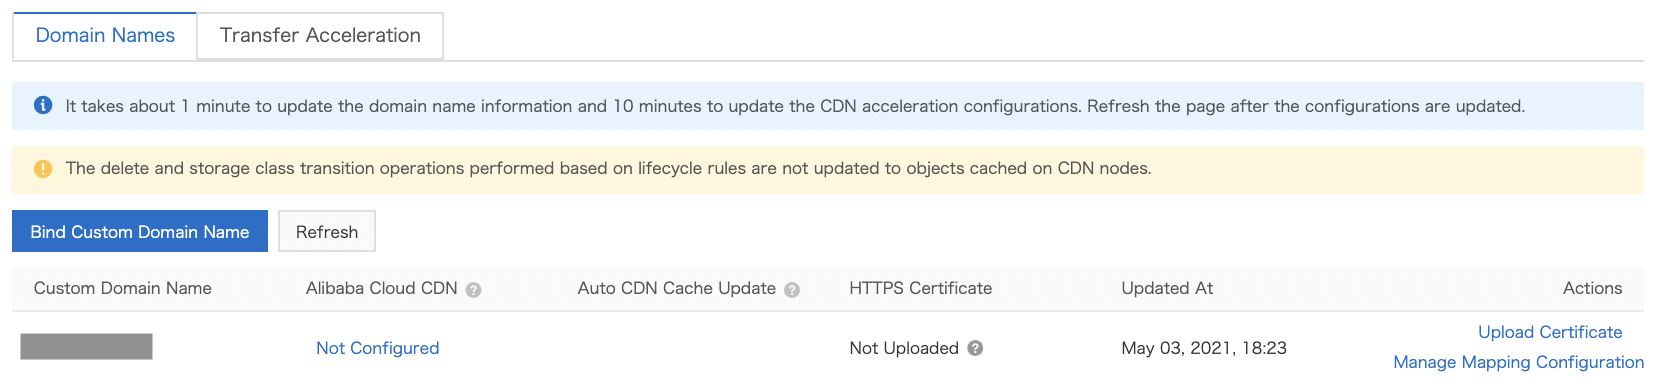 Domain Names
Transfer Acceleration
It takes about 1 minute to update the domain name information and 10 minutes to update the CDN acceleration configurations. Refresh the page after the configurations are updated.
The delete and storage class transition operations performed based on lifecycle rules are not updated to objects cached on CDN nodes.
Bind Custom Domain Name
Refresh
Custom Domain Name
Alibaba Cloud CDN
Auto CDN Cache Update
HTTPS Certificate
Updated At
Actions
Not Configured
Not Uploaded
May 03, 2021, 18:23
Upload Certificate
Manage Mapping Configuration